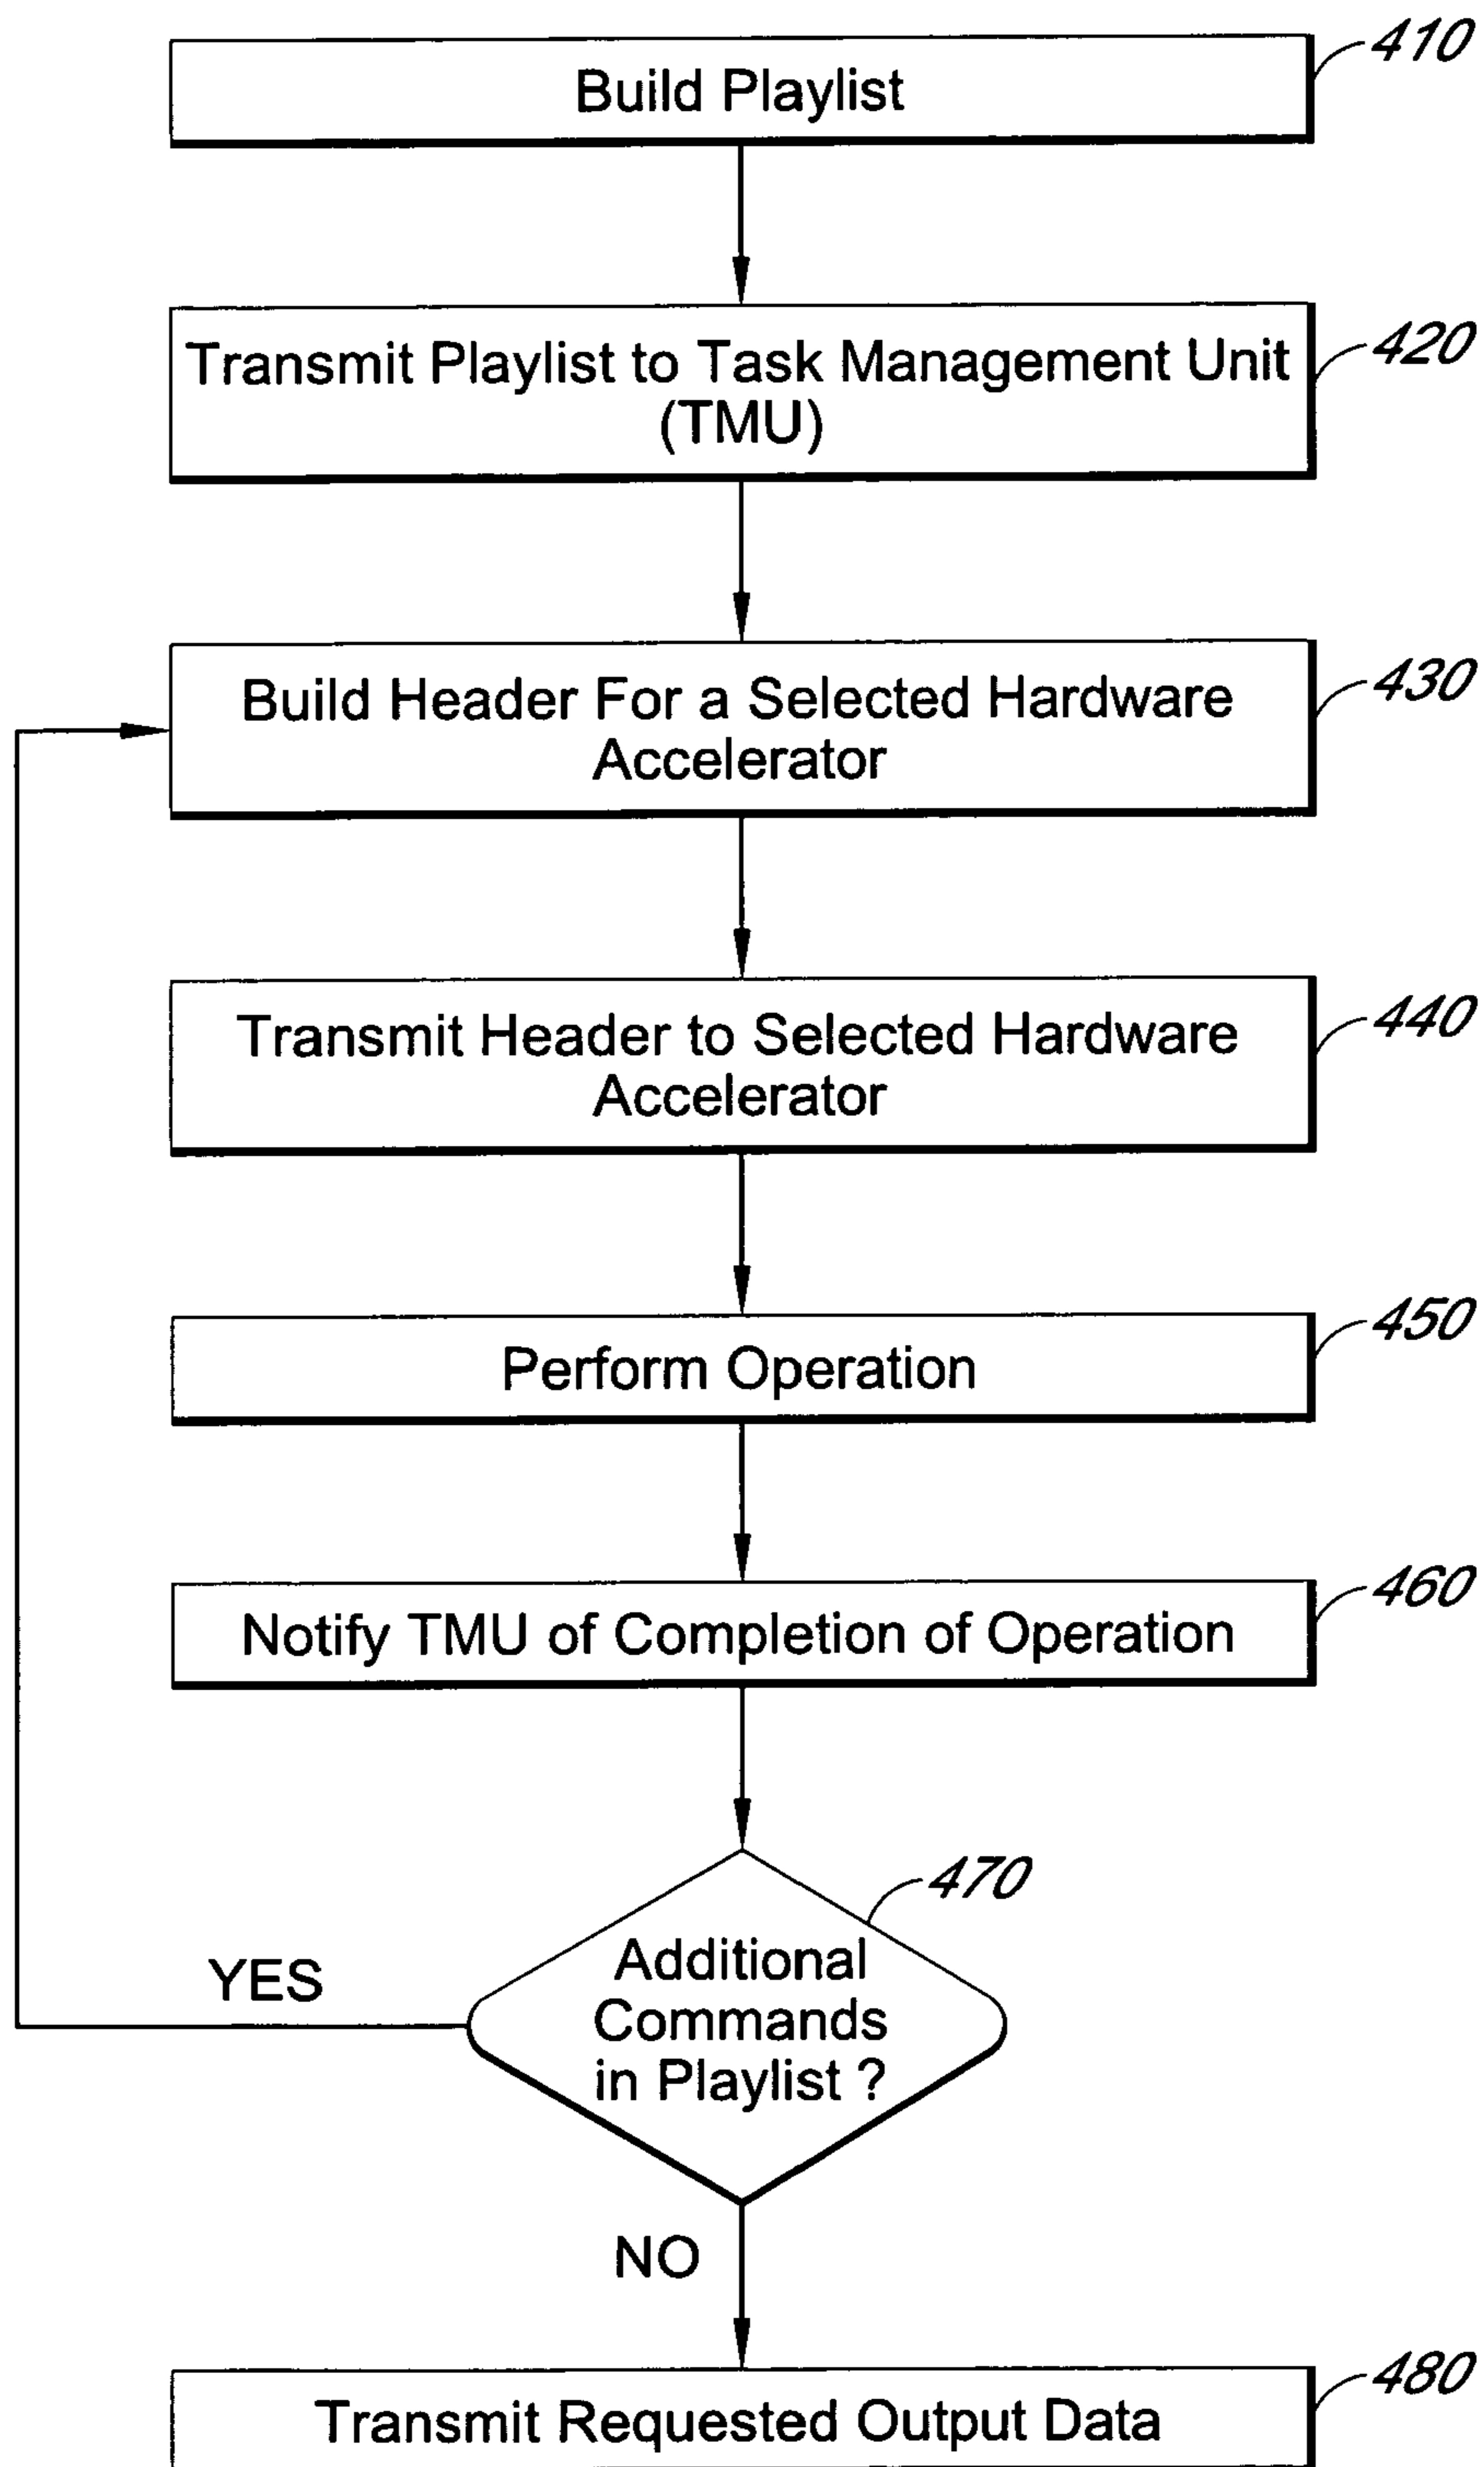 410
Build Playlist
420
Transmit Playlist to Task Management Unit
(TMU)
430
Build Header For a Selected Hardware
Accelerator
440
Transmit Header to Selected Hardware
Accelerator
450
Perform Operation
460
Notify TMU of Completion of Operation
470
Additional
Commands
in Playlist ?
YES
NO
480
Transmit Requested Output Data